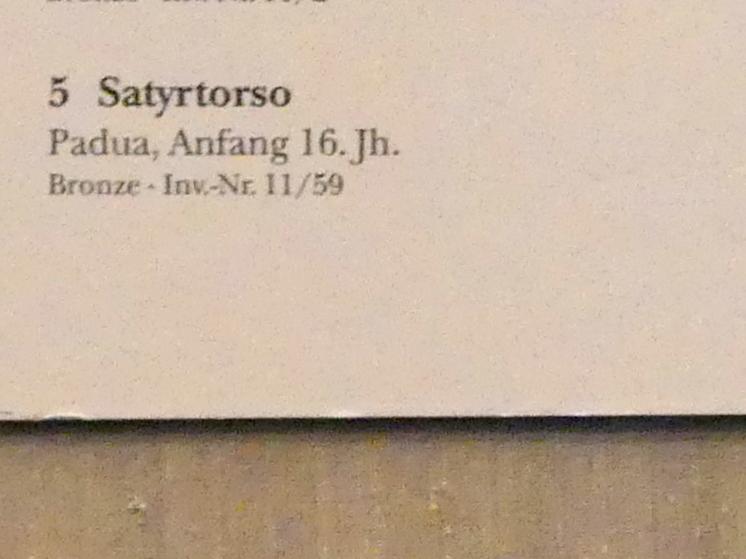 5 Satyrtorso
Padua, Anfang 16. Jh.
Bronze · Inv.-Nr. 11/59